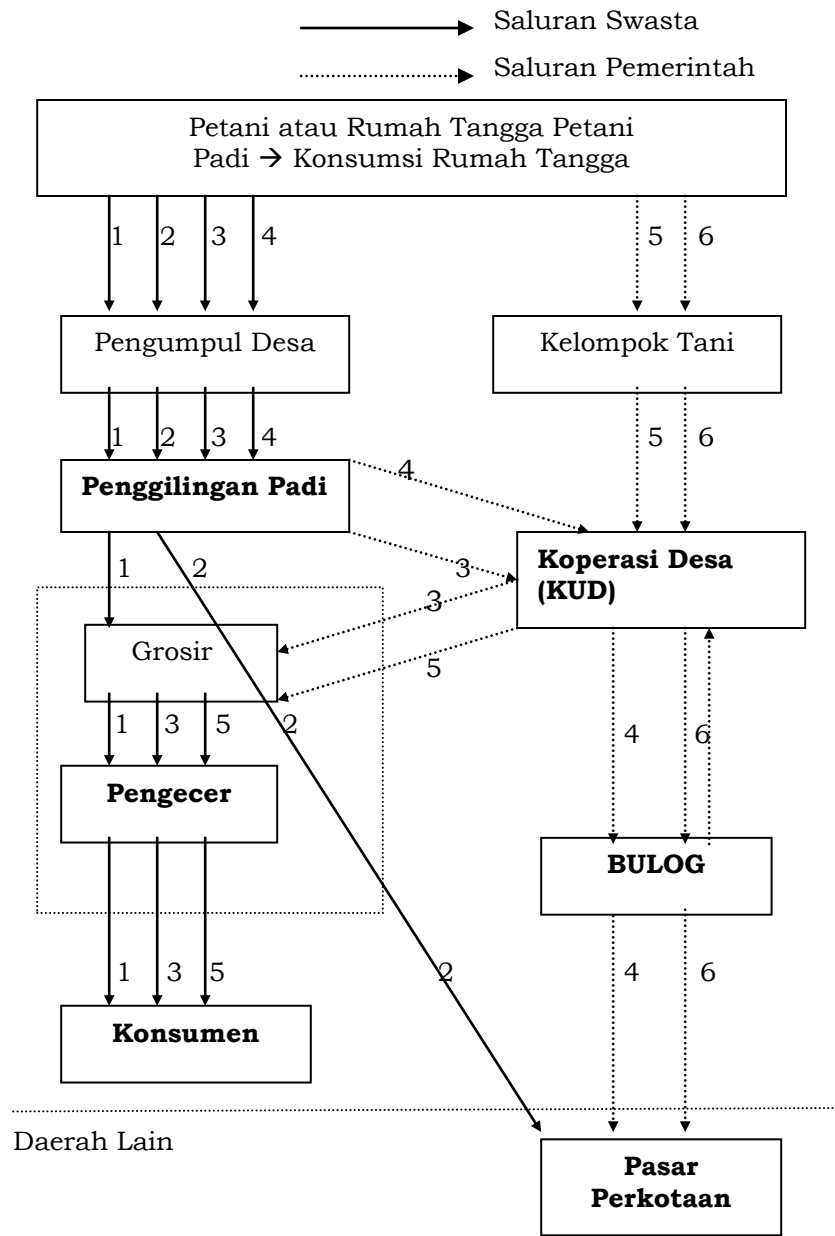 Saluran Swasta
Saluran Pemerintah
Petani atau Rumah Tangga Petani
Padi → Konsumsi Rumah Tangga
1 2 3 4 5 6
Pengumpul Desa
Kelompok Tani
1 2 3 4 5 6
Penggilingan Padi
4
3
Koperasi Desa
(KUD)
1 2
3
Grosir
5
1 3 5 2
4 6
Pengecer
BULOG
1 3 5 2 4 6
Konsumen
Daerah Lain
Pasar
Perkotaan